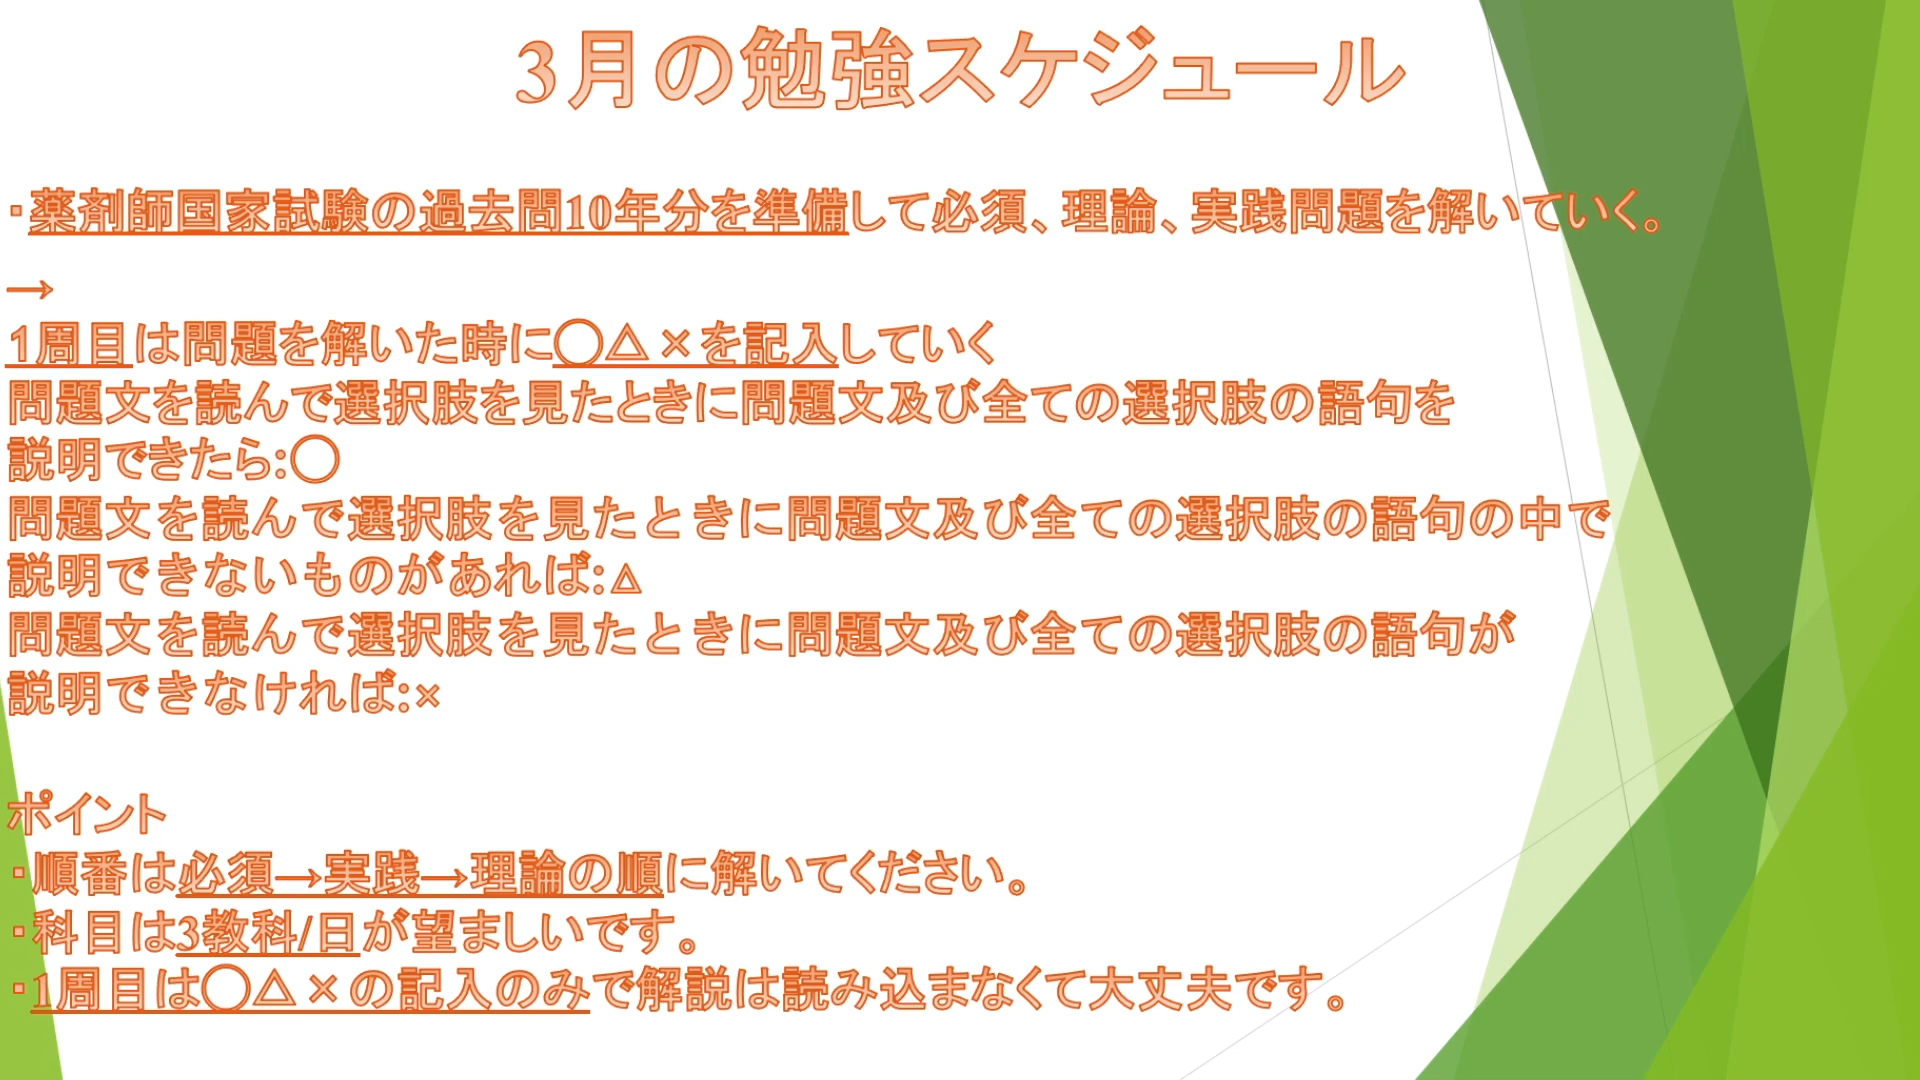 3月の勉強スケジュール
・薬剤師国家試験の過去問10年分を準備して必須、理論、実践問題を解いていく。
→
1周目は問題を解いた時に◯△×を記入していく
問題文を読んで選択肢を見たときに問題文及び全ての選択肢の語句を
説明できたら:◯
問題文を読んで選択肢を見たときに問題文及び全ての選択肢の語句の中で
説明できないものがあれば:△
問題文を読んで選択肢を見たときに問題文及び全ての選択肢の語句が
説明できなければ:×
ポイント
・順番は必須→実践→理論の順に解いてください。
・科目は3教科/日が望ましいです。
・1周目は◯△×の記入のみで解説は読み込まなくて大丈夫です。